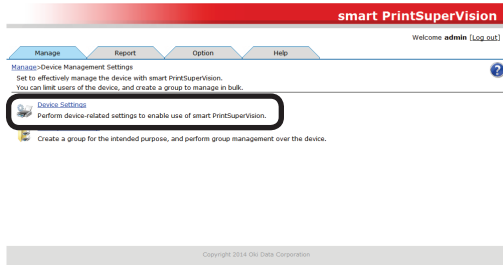 smart PrintSuperVision
Welcome admin [Log out]
Manage Report Option Help
Manage>Device Management Settings
Set to effectively manage the device with smart PrintSuperVision.
You can limit users of the device, and create a group to manage in bulk.
Device Settings
Perform device-related settings to enable use of smart PrintSuperVision.
Create a group for the intended purpose, and perform group management over the device.
Copyright 2014 Oki Data Corporation